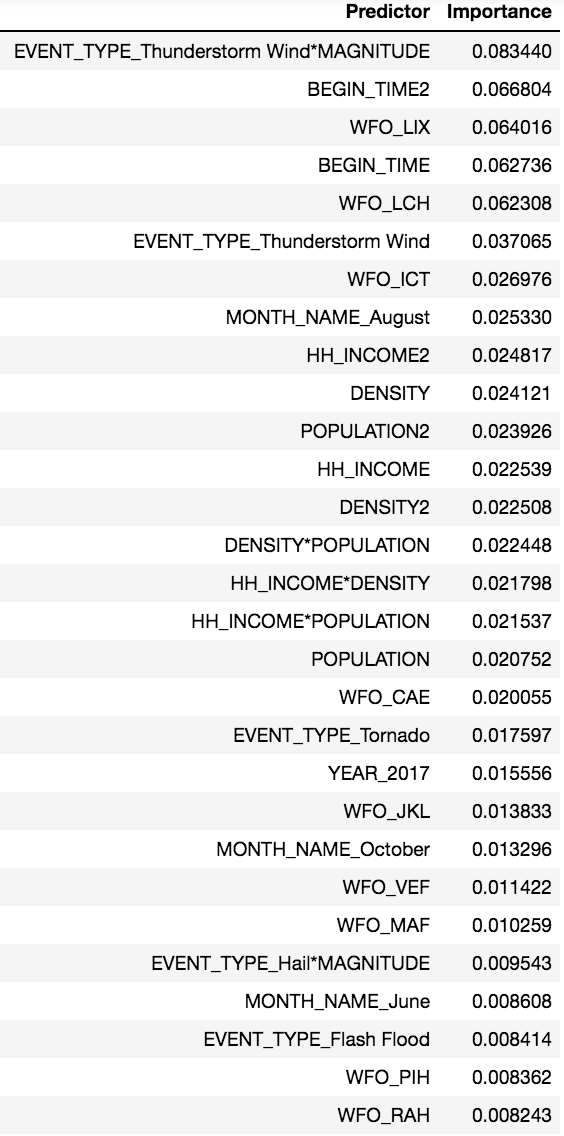 Predictor Importance
EVENT_TYPE_Thunderstorm Wind*MAGNITUDE 0.083440
BEGIN_TIME2 0.066804
WFO_LIX 0.064016
BEGIN_TIME 0.062736
WFO_LCH 0.062308
EVENT_TYPE_Thunderstorm Wind 0.037065
WFO_ICT 0.026976
MONTH_NAME_August 0.025330
HH_INCOME2 0.024817
DENSITY 0.024121
POPULATION2 0.023926
HH_INCOME 0.022539
DENSITY2 0.022508
DENSITY*POPULATION 0.022448
HH_INCOME*DENSITY 0.021798
HH_INCOME*POPULATION 0.021537
POPULATION 0.020752
WFO_CAE 0.020055
EVENT_TYPE_Tornado 0.017597
YEAR_2017 0.015556
WFO_JKL 0.013833
MONTH_NAME_October 0.013296
WFO_VEF 0.011422
WFO_MAF 0.010259
EVENT_TYPE_Hail*MAGNITUDE 0.009543
MONTH_NAME_June 0.008608
EVENT_TYPE_Flash Flood 0.008414
WFO_PIH 0.008362
WFO_RAH 0.008243